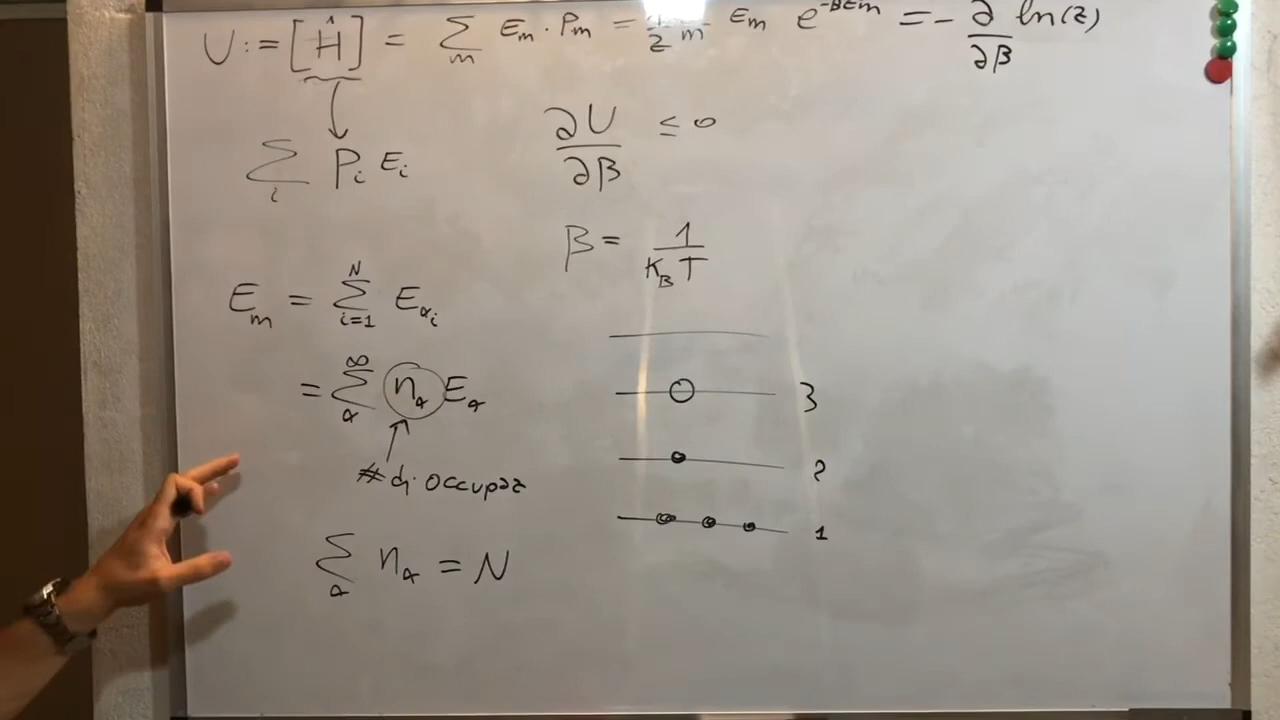 U := [Ĥ] = Σ_m E_m · P_m = 1/Z Σ_m E_m e^{-βE_m} = - ∂/∂β ln(z)
Σ_i P_i E_i
∂U/∂β ≤ 0
β = 1/(K_B T)
E_m = Σ_{i=1}^{N} E_{α_i}
= Σ_α^∞ n_α E_α
# di occupaz
Σ_α n_α = N
3
2
1